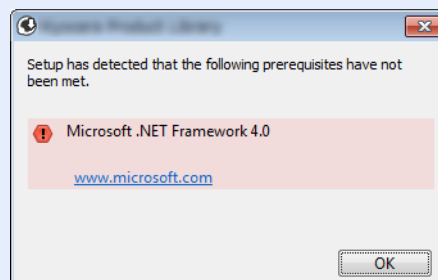 Setup has detected that the following prerequisites have not
been met.
Microsoft .NET Framework 4.0
www.microsoft.com
OK